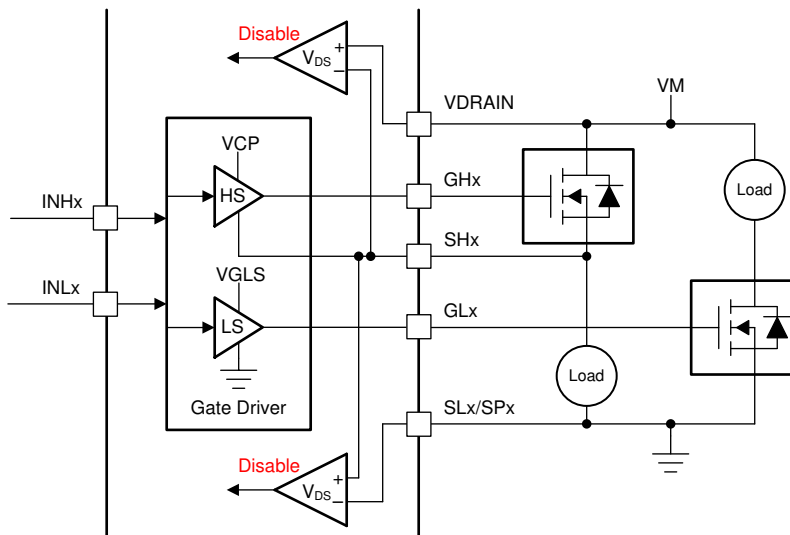 Disable
VDS
+
−
VDRAIN
VM
VCP
GHx
Load
INHx
HS
SHx
VGLS
INLx
GLx
LS
Load
Gate Driver
SLx/SPx
Disable
VDS
+
−